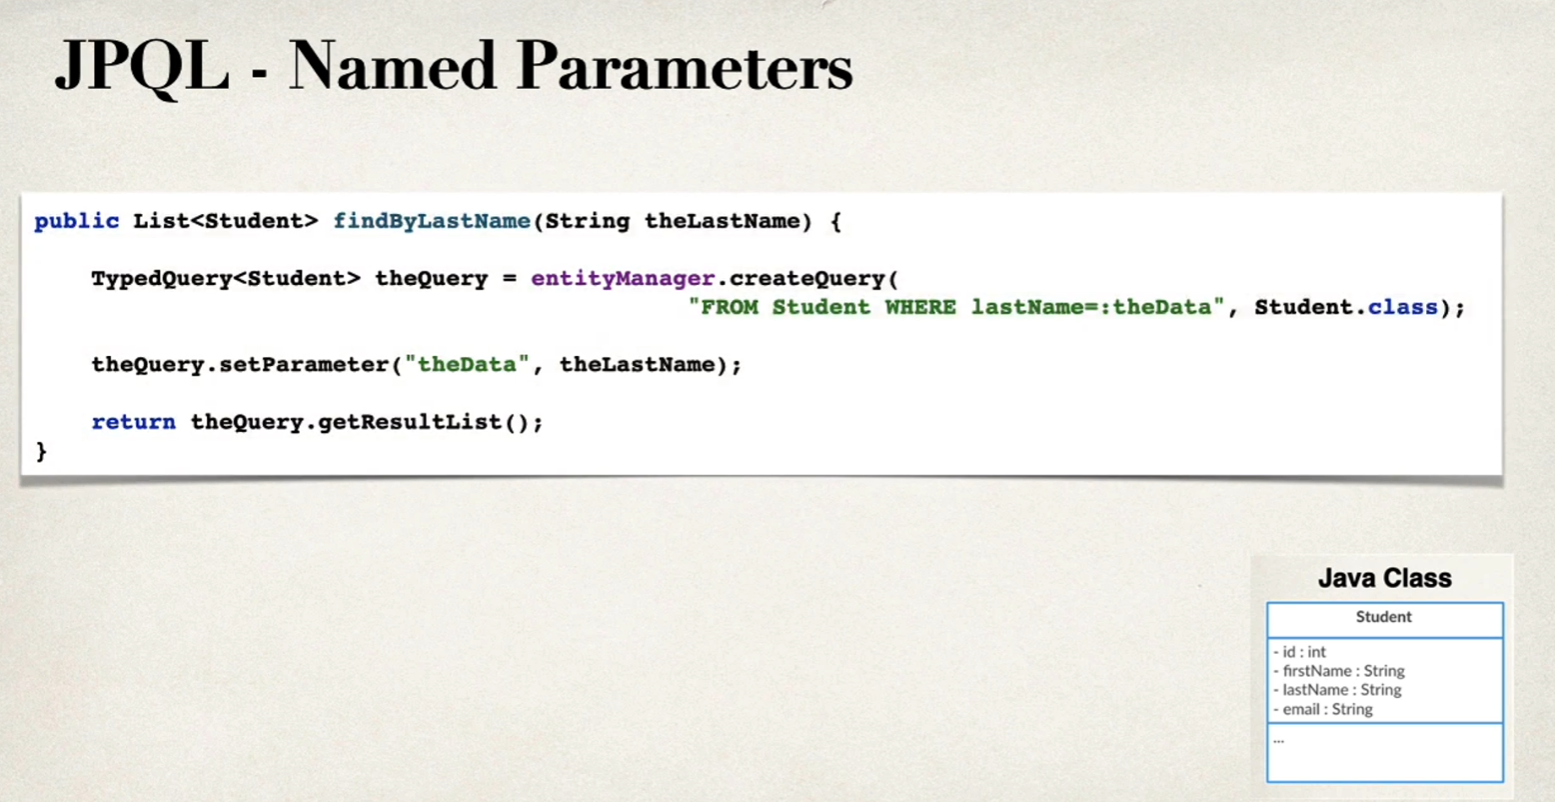 JPQL - Named Parameters
public List<Student> findByLastName(String theLastName) {
TypedQuery<Student> theQuery = entityManager.createQuery(
"FROM Student WHERE lastName=:theData", Student.class);
theQuery.setParameter("theData", theLastName);
return theQuery.getResultList();
}
Java Class
Student
- id : int
- firstName : String
- lastName : String
- email : String
...